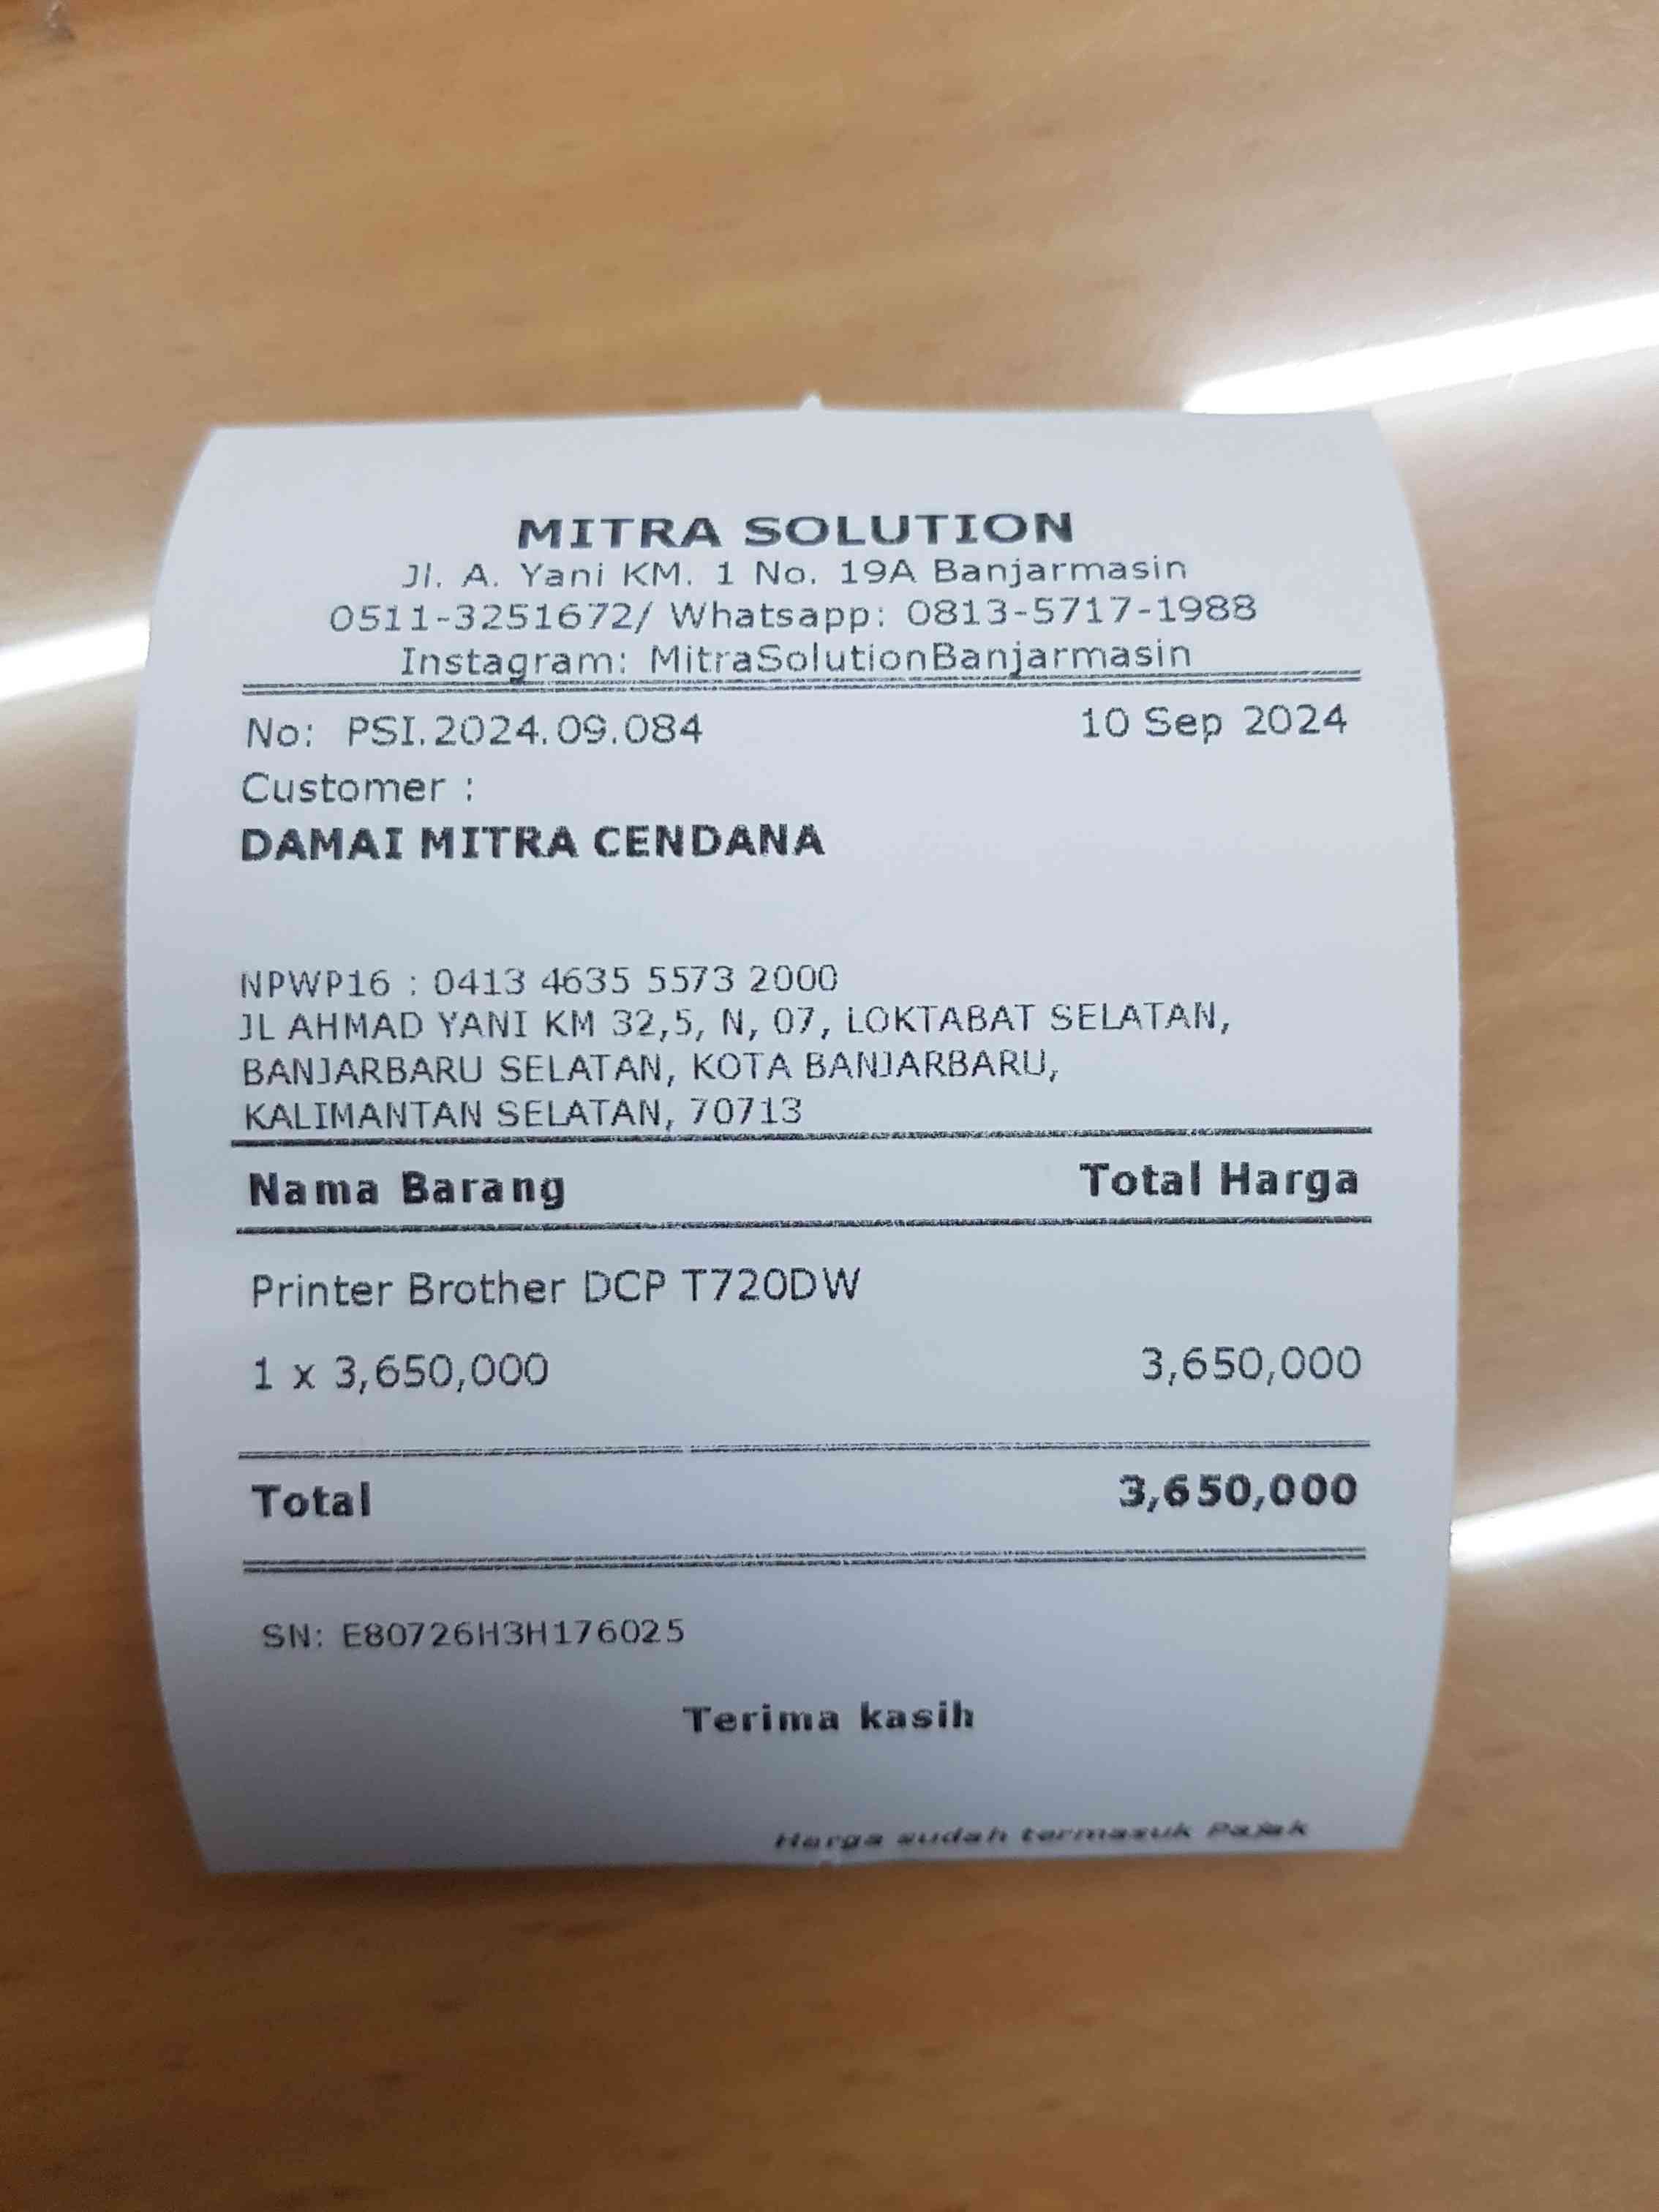 MITRA SOLUTION
Jl. A. Yani KM. 1 No. 19A Banjarmasin
0511-3251672/ Whatsapp: 0813-5717-1988
Instagram: MitraSolutionBanjarmasin
No: PSI.2024.09.084 10 Sep 2024
Customer :
DAMAI MITRA CENDANA
NPWP16 : 0413 4635 5573 2000
JL AHMAD YANI KM 32,5, N, 07, LOKTABAT SELATAN,
BANJARBARU SELATAN, KOTA BANJARBARU,
KALIMANTAN SELATAN, 70713
Nama Barang Total Harga
Printer Brother DCP T720DW
1 x 3,650,000 3,650,000
Total 3,650,000
SN: E80726H3H176025
Terima kasih
Harga sudah termasuk Pajak